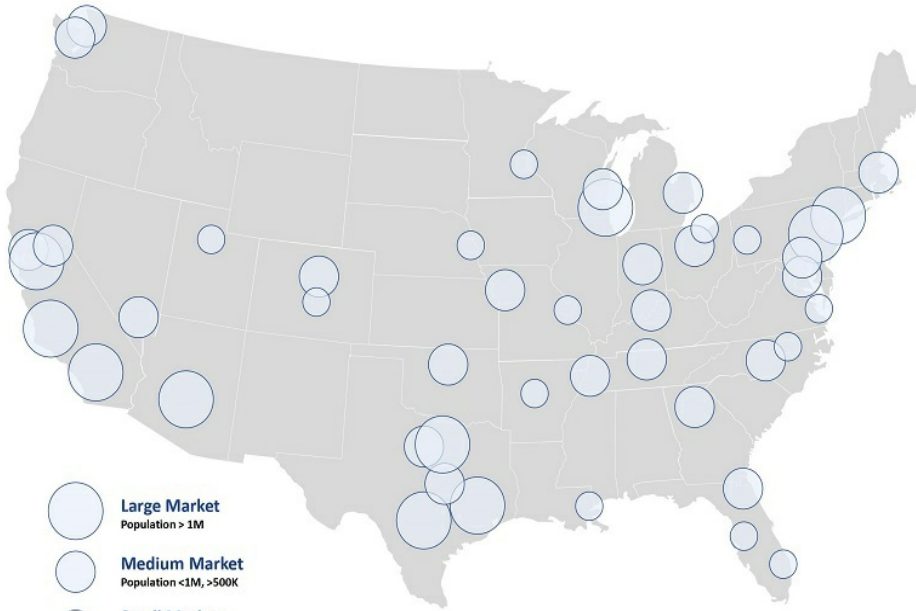 Large Market
Population > 1M
Medium Market
Population <1M, >500K